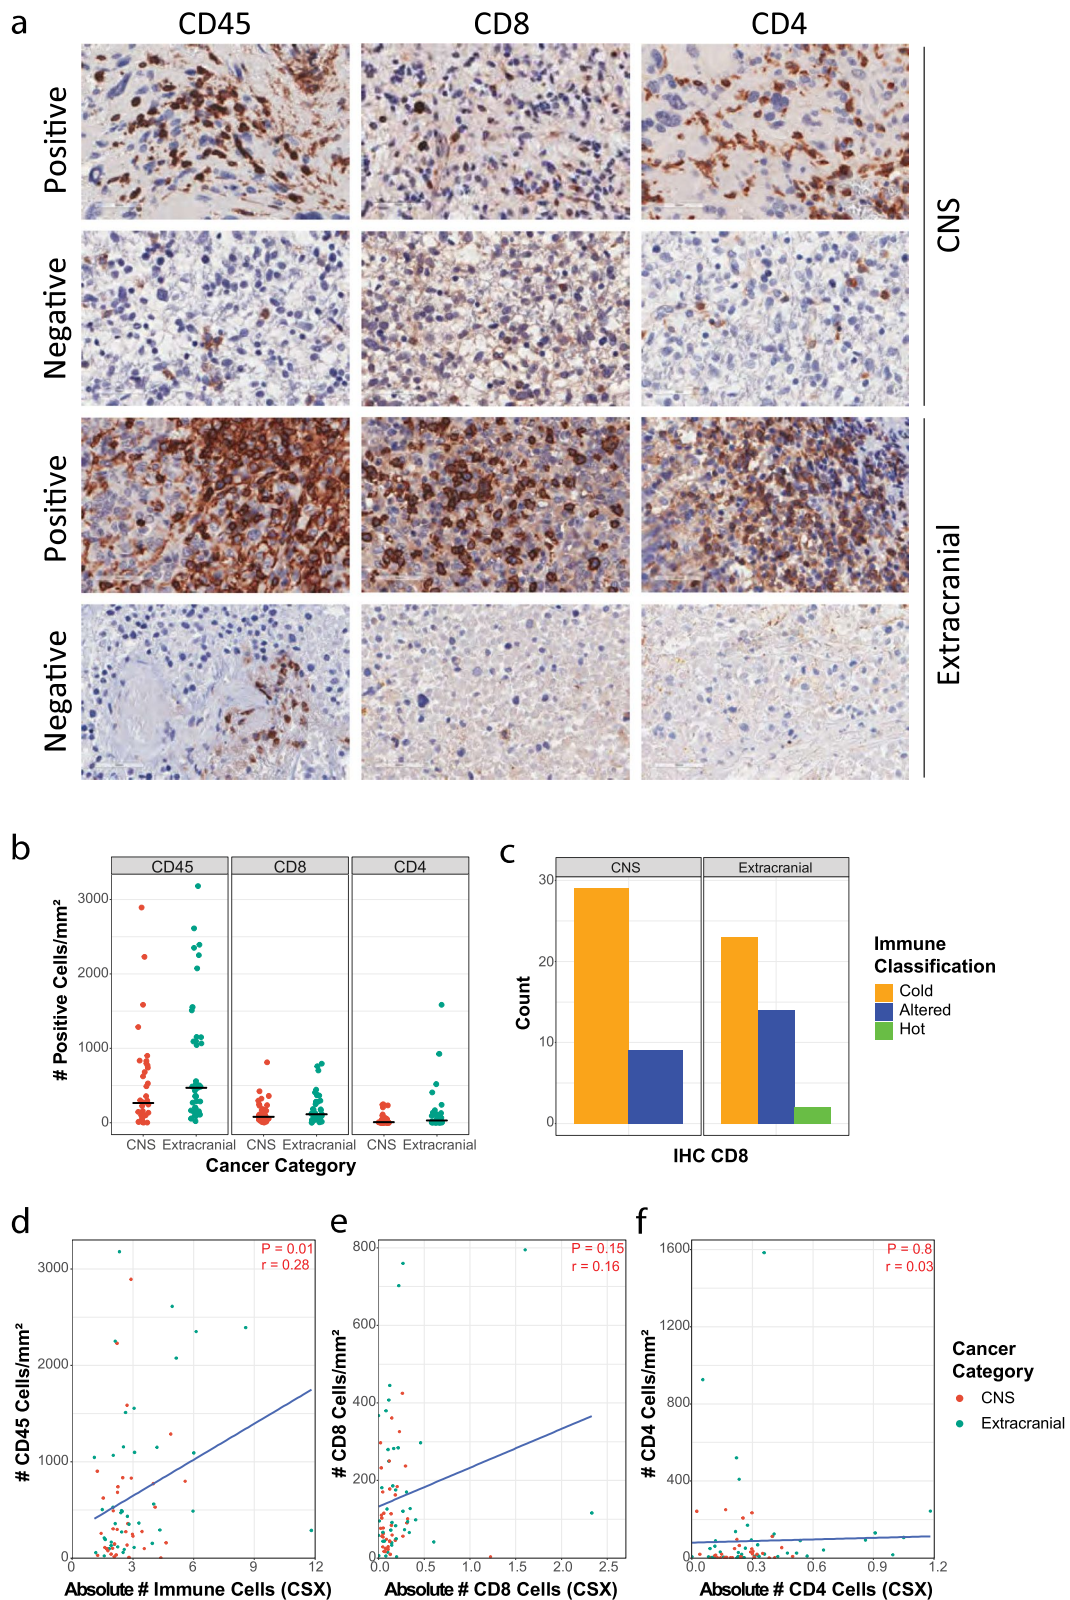 a
CD45 CD8 CD4
Positive
Negative
CNS
Positive
Negative
Extracranial
b
CD45 CD8 CD4
# Positive Cells/mm²
3000
2000
1000
0
CNS Extracranial CNS Extracranial CNS Extracranial
Cancer Category
c
CNS Extracranial
Count
30
20
10
0
IHC CD8
Immune
Classification
Cold
Altered
Hot
d
P = 0.01
r = 0.28
# CD45 Cells/mm²
3000
2000
1000
0
0 3 6 9 12
Absolute # Immune Cells (CSX)
e
P = 0.15
r = 0.16
# CD8 Cells/mm²
800
600
400
200
0
0.0 0.5 1.0 1.5 2.0 2.5
Absolute # CD8 Cells (CSX)
f
P = 0.8
r = 0.03
# CD4 Cells/mm²
1600
1200
800
400
0
0.0 0.3 0.6 0.9 1.2
Absolute # CD4 Cells (CSX)
Cancer
Category
CNS
Extracranial